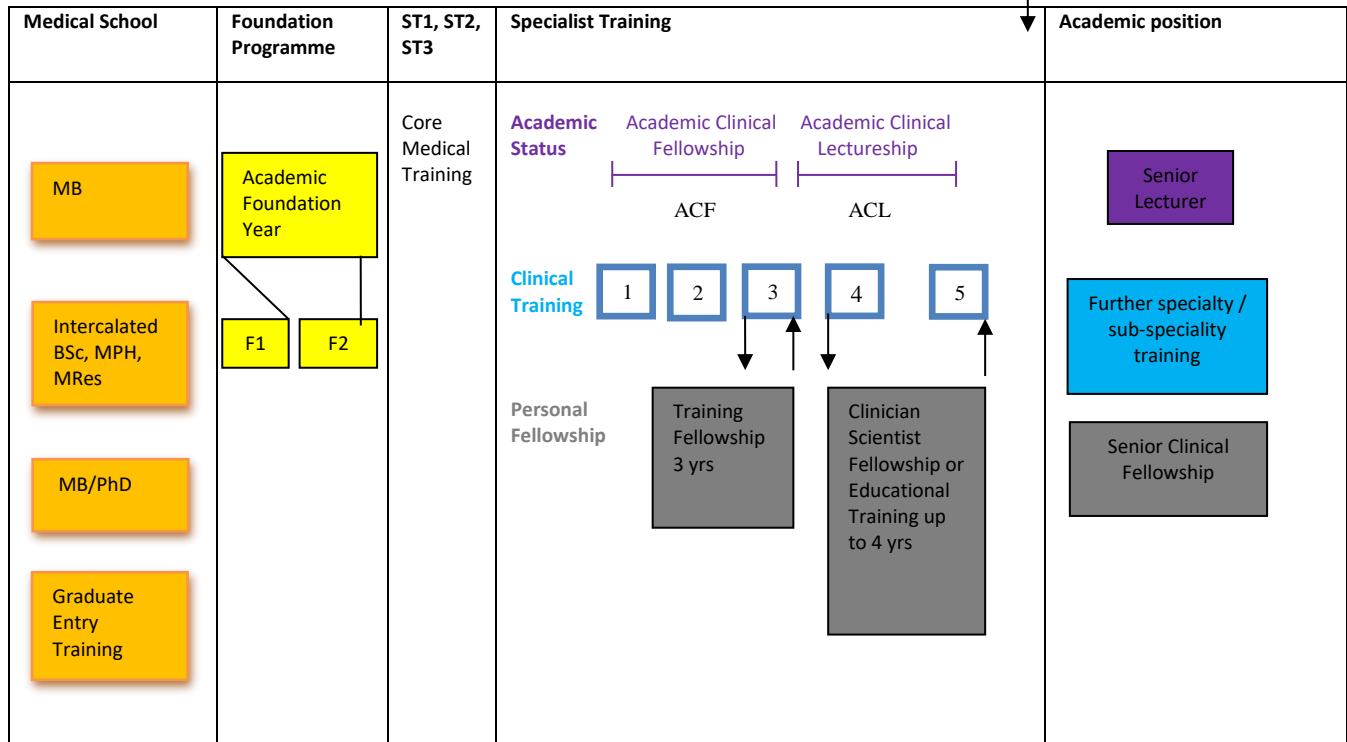 Medical School
Foundation
Programme
ST1, ST2,
ST3
Specialist Training
Academic position
MB
Intercalated
BSc, MPH,
MRes
MB/PhD
Graduate
Entry
Training
Academic
Foundation
Year
F1
F2
Core
Medical
Training
Academic
Status
Academic Clinical
Fellowship
Academic Clinical
Lectureship
ACF
ACL
Clinical
Training
1
2
3
4
5
Personal
Fellowship
Training
Fellowship
3 yrs
Clinician
Scientist
Fellowship or
Educational
Training up
to 4 yrs
Senior
Lecturer
Further specialty /
sub-speciality
training
Senior Clinical
Fellowship